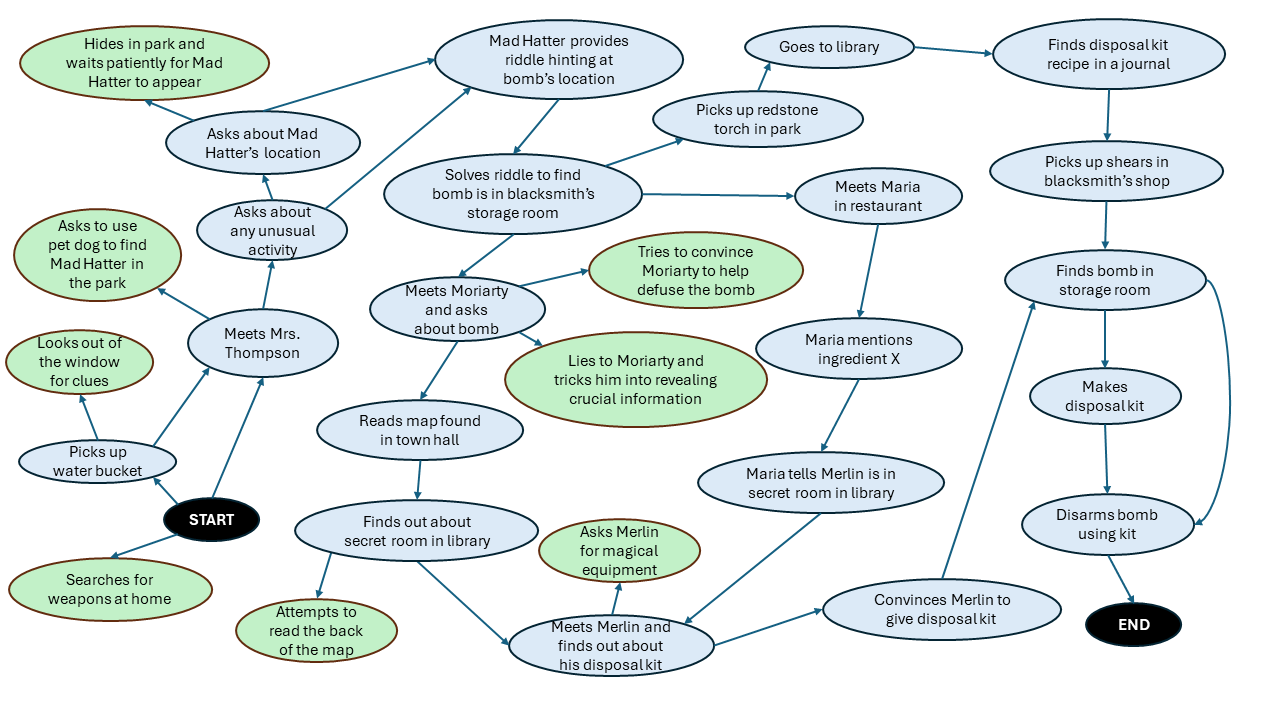 Hides in park and
waits patiently for Mad
Hatter to appear
Mad Hatter provides
riddle hinting at
bomb's location
Goes to library
Finds disposal kit
recipe in a journal
Picks up redstone
torch in park
Asks about Mad
Hatter's location
Solves riddle to find
bomb is in blacksmith's
storage room
Meets Maria
in restaurant
Picks up shears in
blacksmith's shop
Asks about
any unusual
activity
Asks to use
pet dog to find
Mad Hatter in
the park
Tries to convince
Moriarty to help
defuse the bomb
Finds bomb in
storage room
Meets Moriarty
and asks
about bomb
Meets Mrs.
Thompson
Maria mentions
ingredient X
Looks out of
the window
for clues
Lies to Moriarty and
tricks him into revealing
crucial information
Makes
disposal kit
Reads map found
in town hall
Picks up
water bucket
Maria tells Merlin is in
secret room in library
START
Finds out about
secret room in library
Disarms bomb
using kit
Asks Merlin
for magical
equipment
Searches for
weapons at home
Attempts to
read the back
of the map
Meets Merlin and
finds out about
his disposal kit
Convinces Merlin to
give disposal kit
END